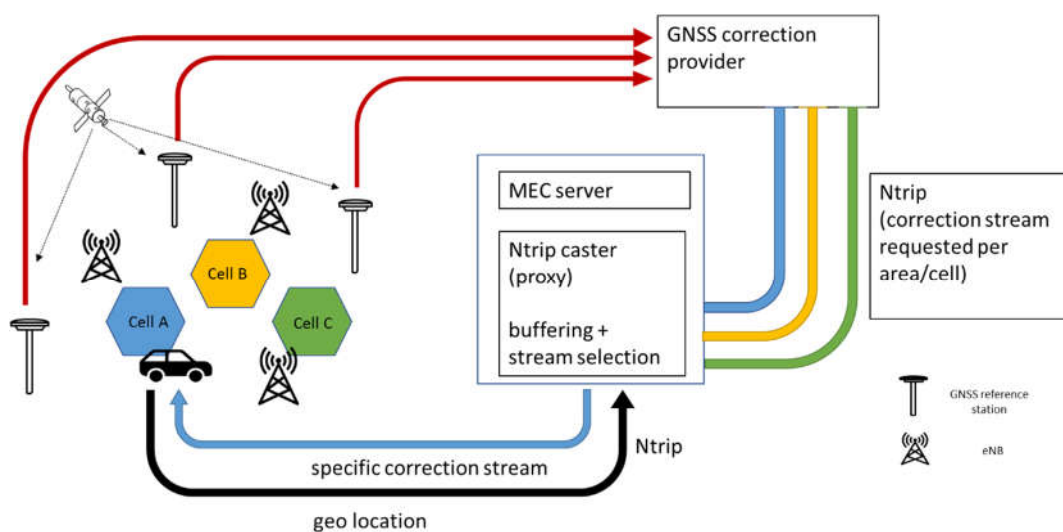 GNSS correction
provider
MEC server
Ntrip caster
(proxy)
buffering +
stream selection
Ntrip
(correction stream
requested per
area/cell)
Cell B
Cell A
Cell C
GNSS reference
station
eNB
Ntrip
specific correction stream
geo location